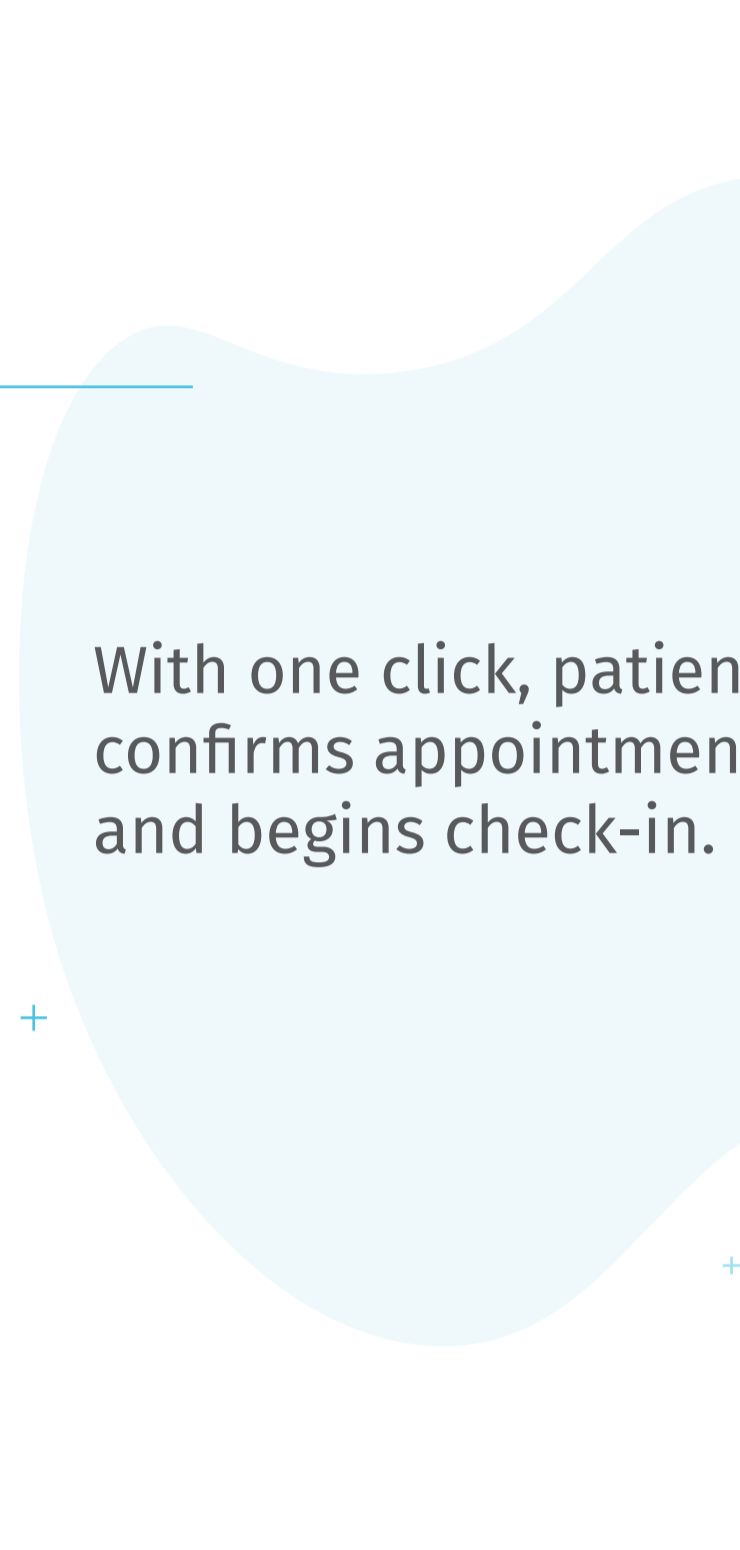 With one click, patien
confirms appointmen
and begins check-in.